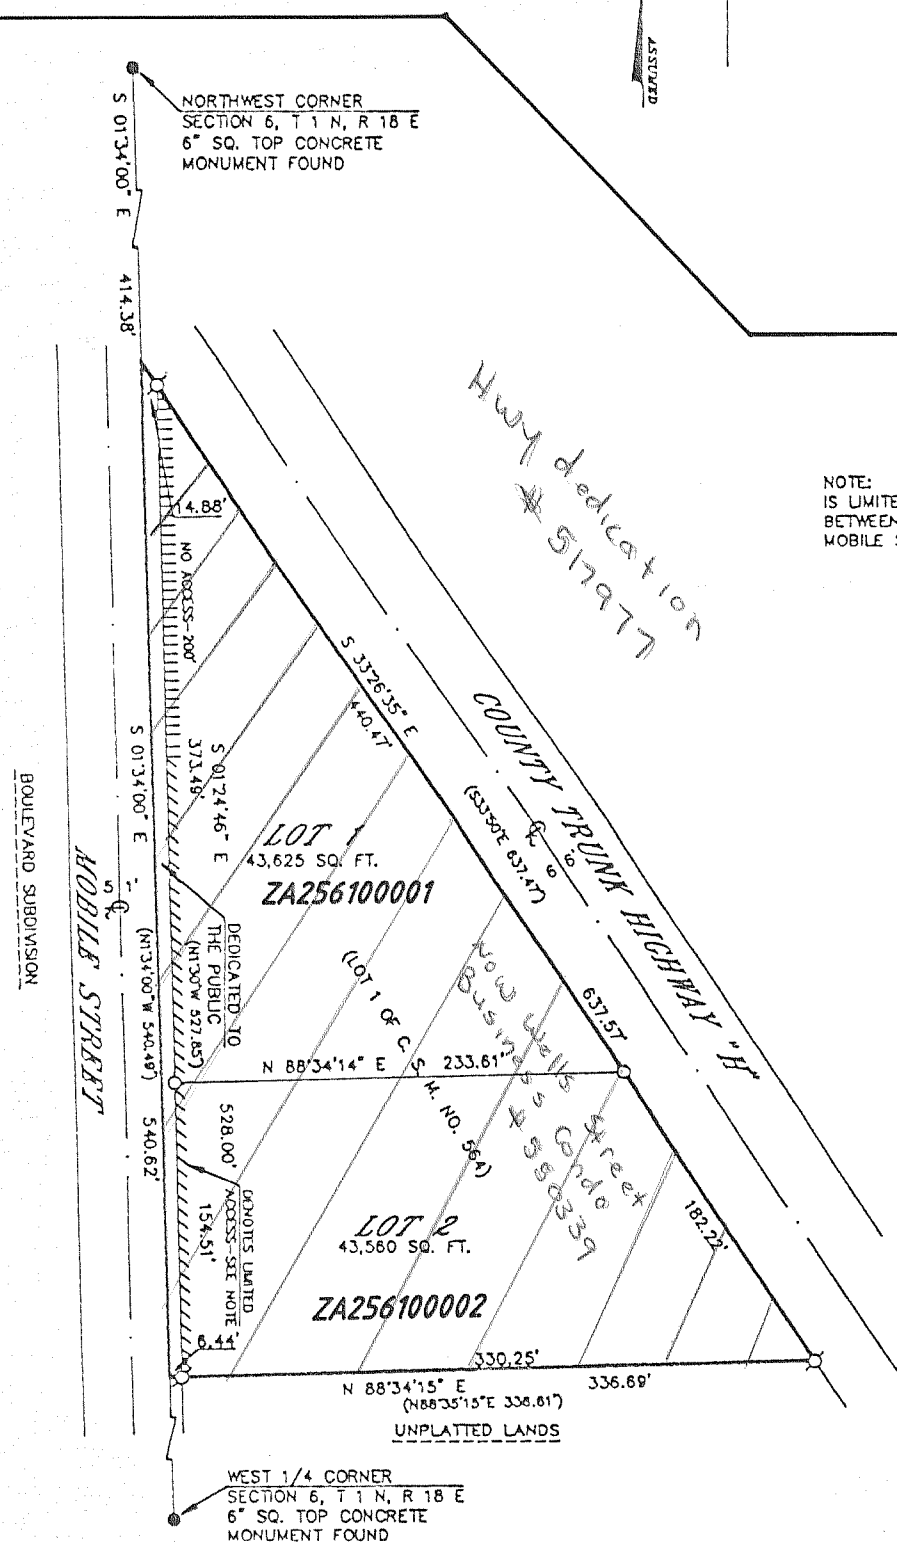 ASSUMED
NORTHWEST CORNER
SECTION 6, T 1 N, R 18 E
6" SQ. TOP CONCRETE
MONUMENT FOUND
S 01°34'00" E
414.38'
Hwy dedication
# 517977
NOTE:
IS LIMITE
BETWEEN
MOBILE S
14.88'
NO ACCESS-200'
S 33°26'35" E
440.47'
COUNTY TRUNK HIGHWAY "H"
66'
(S33°50'E 637.47')
637.57'
S 01°24'46" E
373.49'
S 01°34'00" E
LOT 1
43,625 SQ. FT.
ZA256100001
BOULEVARD SUBDIVISION
MOBILE STREET
DEDICATED TO
THE PUBLIC
(N1°30'W 527.85')
(N1°34'00"W 540.49')
(LOT 1 OF C. S. M. NO. 564)
Now Wells Street
Business Condo
# 990339
N 88°34'14" E 233.61'
540.62'
528.00'
154.51'
DENOTES LIMITED
ACCESS-SEE NOTE
LOT 2
43,560 SQ. FT.
182.22'
ZA256100002
6.44'
330.25'
N 88°34'15" E 336.69'
(N88°35'15"E 336.61')
UNPLATTED LANDS
WEST 1/4 CORNER
SECTION 6, T 1 N, R 18 E
6" SQ. TOP CONCRETE
MONUMENT FOUND